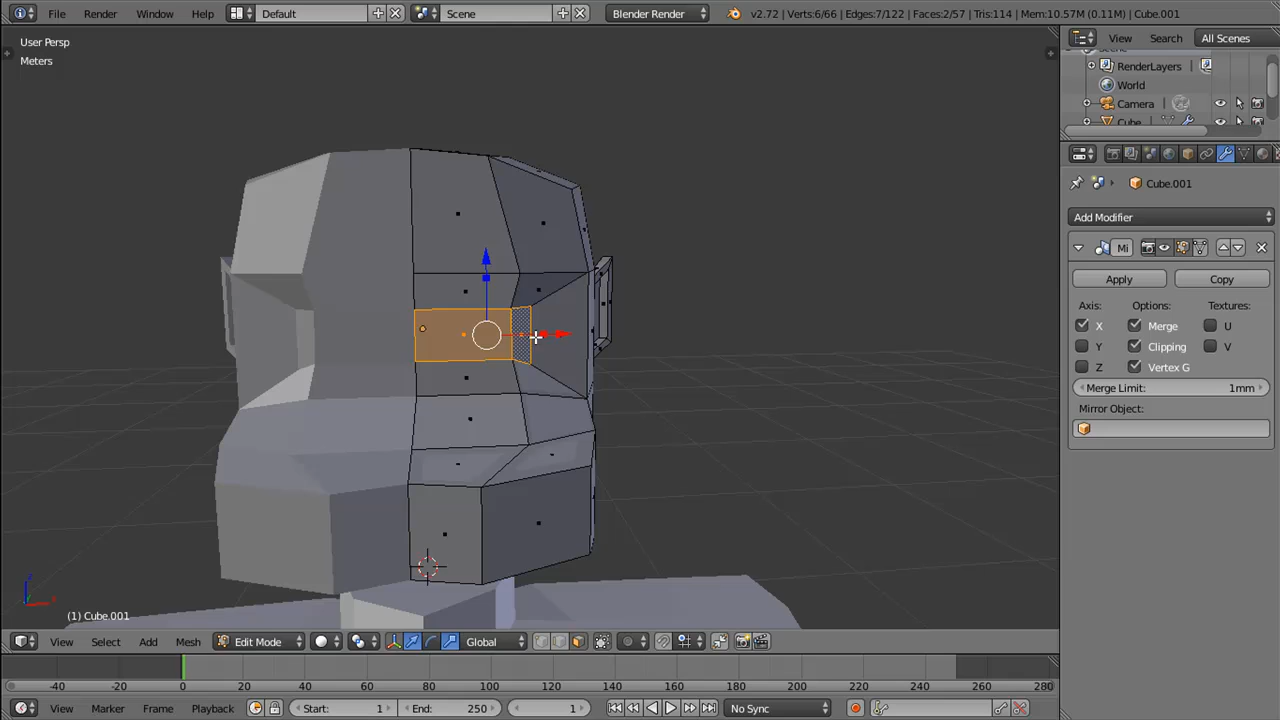 File Render Window Help Default Scene Blender Render v2.72 | Verts:6/66 | Edges:7/122 | Faces:2/57 | Tris:114 | Mem:10.57M (0.11M) | Cube.001
User Persp
Meters
View Search All Scenes
RenderLayers
World
Camera
Cube
Cube.001
Add Modifier
Mi
Apply Copy
Axis: Options: Textures:
X Merge U
Y Clipping V
Z Vertex G
Merge Limit: 1mm
Mirror Object:
(1) Cube.001
View Select Add Mesh Edit Mode Global
-40 -20 0 20 40 60 80 100 120 140 160 180 200 220 240 260 280
View Marker Frame Playback Start: 1 End: 250 1 No Sync